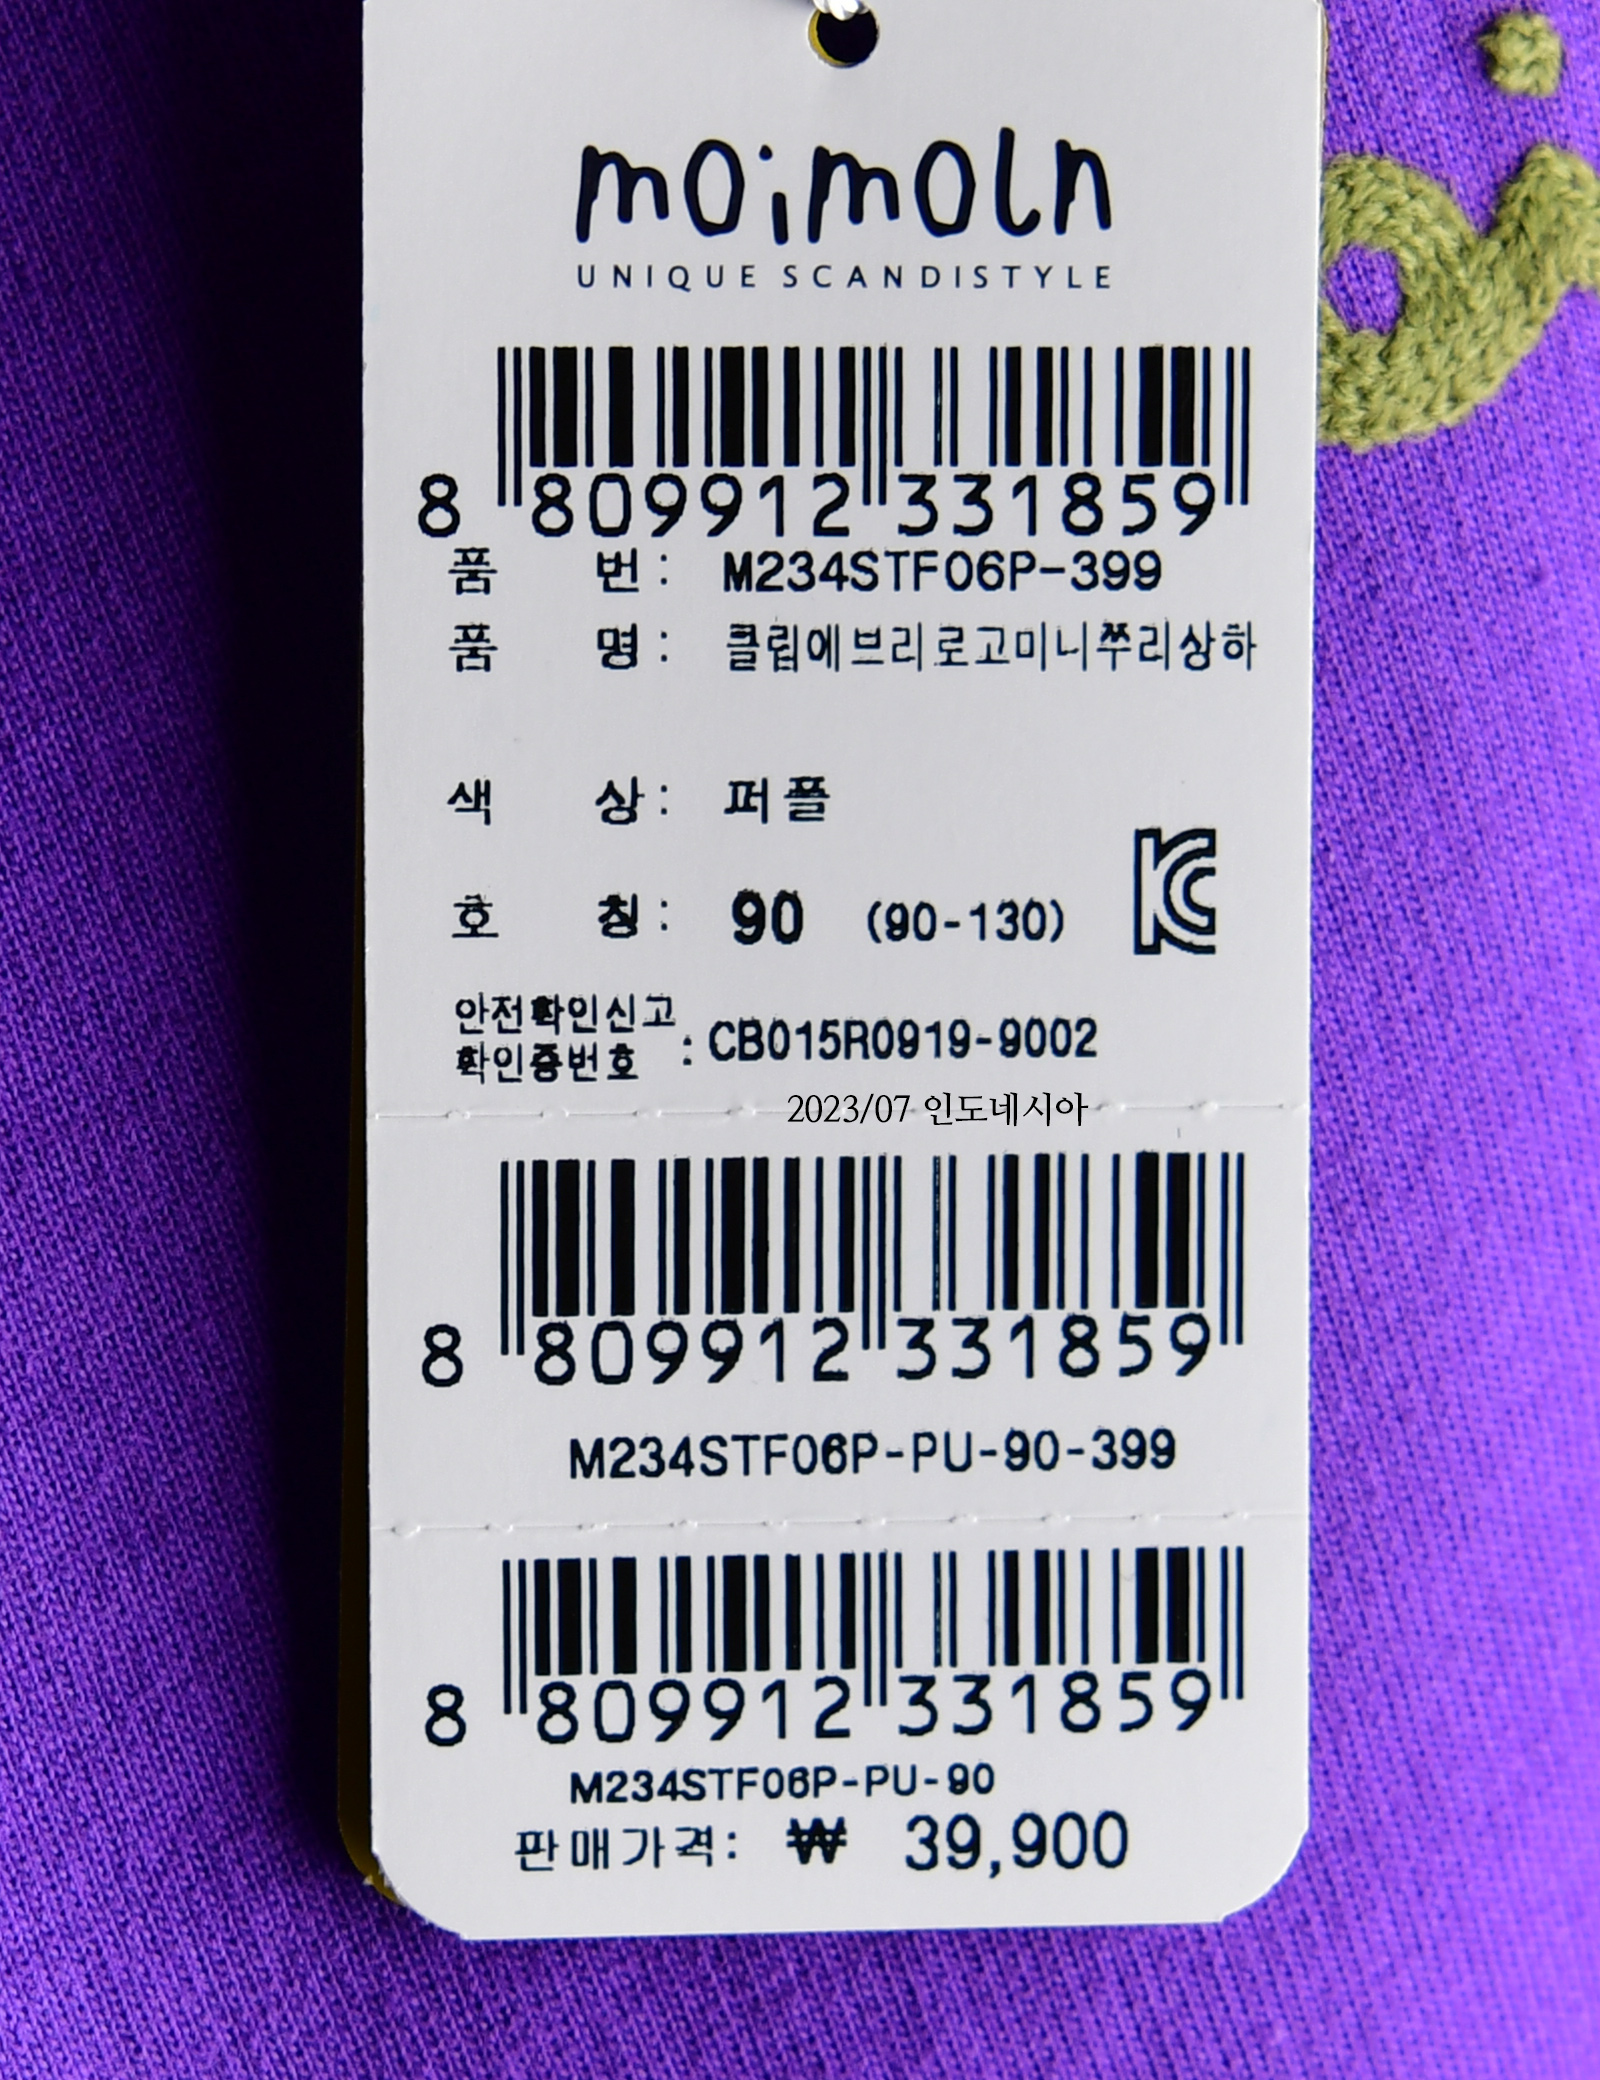 moimoln
UNIQUE SCANDISTYLE
8 809912 331859
품 번 : M234STF06P-399
품 명 : 클립에브리로고미니쭈리상하
색 상 : 퍼플
호 칭 : 90 (90-130)
안전확인신고
확인증번호 : CB015R0919-9002
2023/07 인도네시아
8 809912 331859
M234STF06P-PU-90-399
8 809912 331859
M234STF06P-PU-90
판매가격: ₩ 39,900